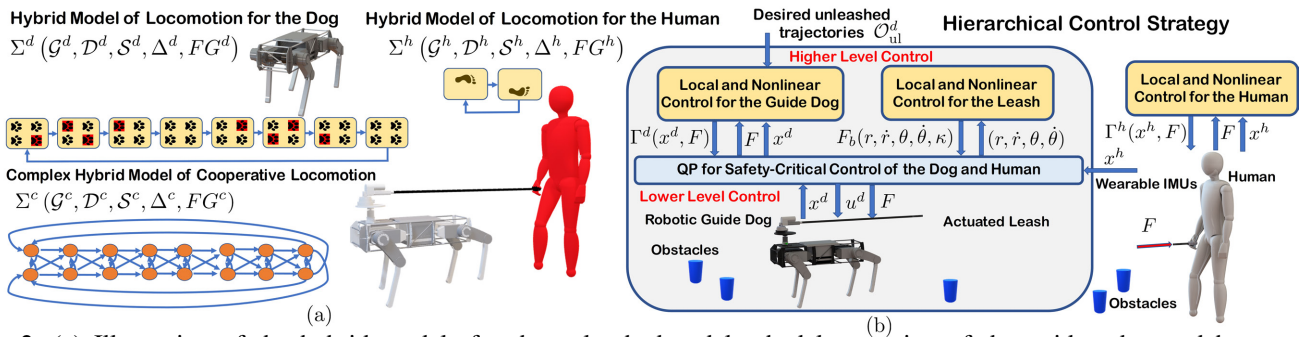 Hybrid Model of Locomotion for the Dog
Σ^d (𝒢^d, 𝒟^d, 𝒮^d, Δ^d, FG^d)
Complex Hybrid Model of Cooperative Locomotion
Σ^c (𝒢^c, 𝒟^c, 𝒮^c, Δ^c, FG^c)
Hybrid Model of Locomotion for the Human
Σ^h (𝒢^h, 𝒟^h, 𝒮^h, Δ^h, FG^h)
(a)
Desired unleashed
trajectories 𝒪^d_ul
Hierarchical Control Strategy
Higher Level Control
Local and Nonlinear
Control for the Guide Dog
Local and Nonlinear
Control for the Leash
Local and Nonlinear
Control for the Human
Γ^d(x^d, F) F x^d
F_b(r, ṙ, θ, θ̇, κ) (r, ṙ, θ, θ̇)
Γ^h(x^h, F) F x^h
QP for Safety-Critical Control of the Dog and Human
x^h
Wearable IMUs
Human
Lower Level Control
x^d u^d F
Robotic Guide Dog
Actuated Leash
F
Obstacles
Obstacles
(b)